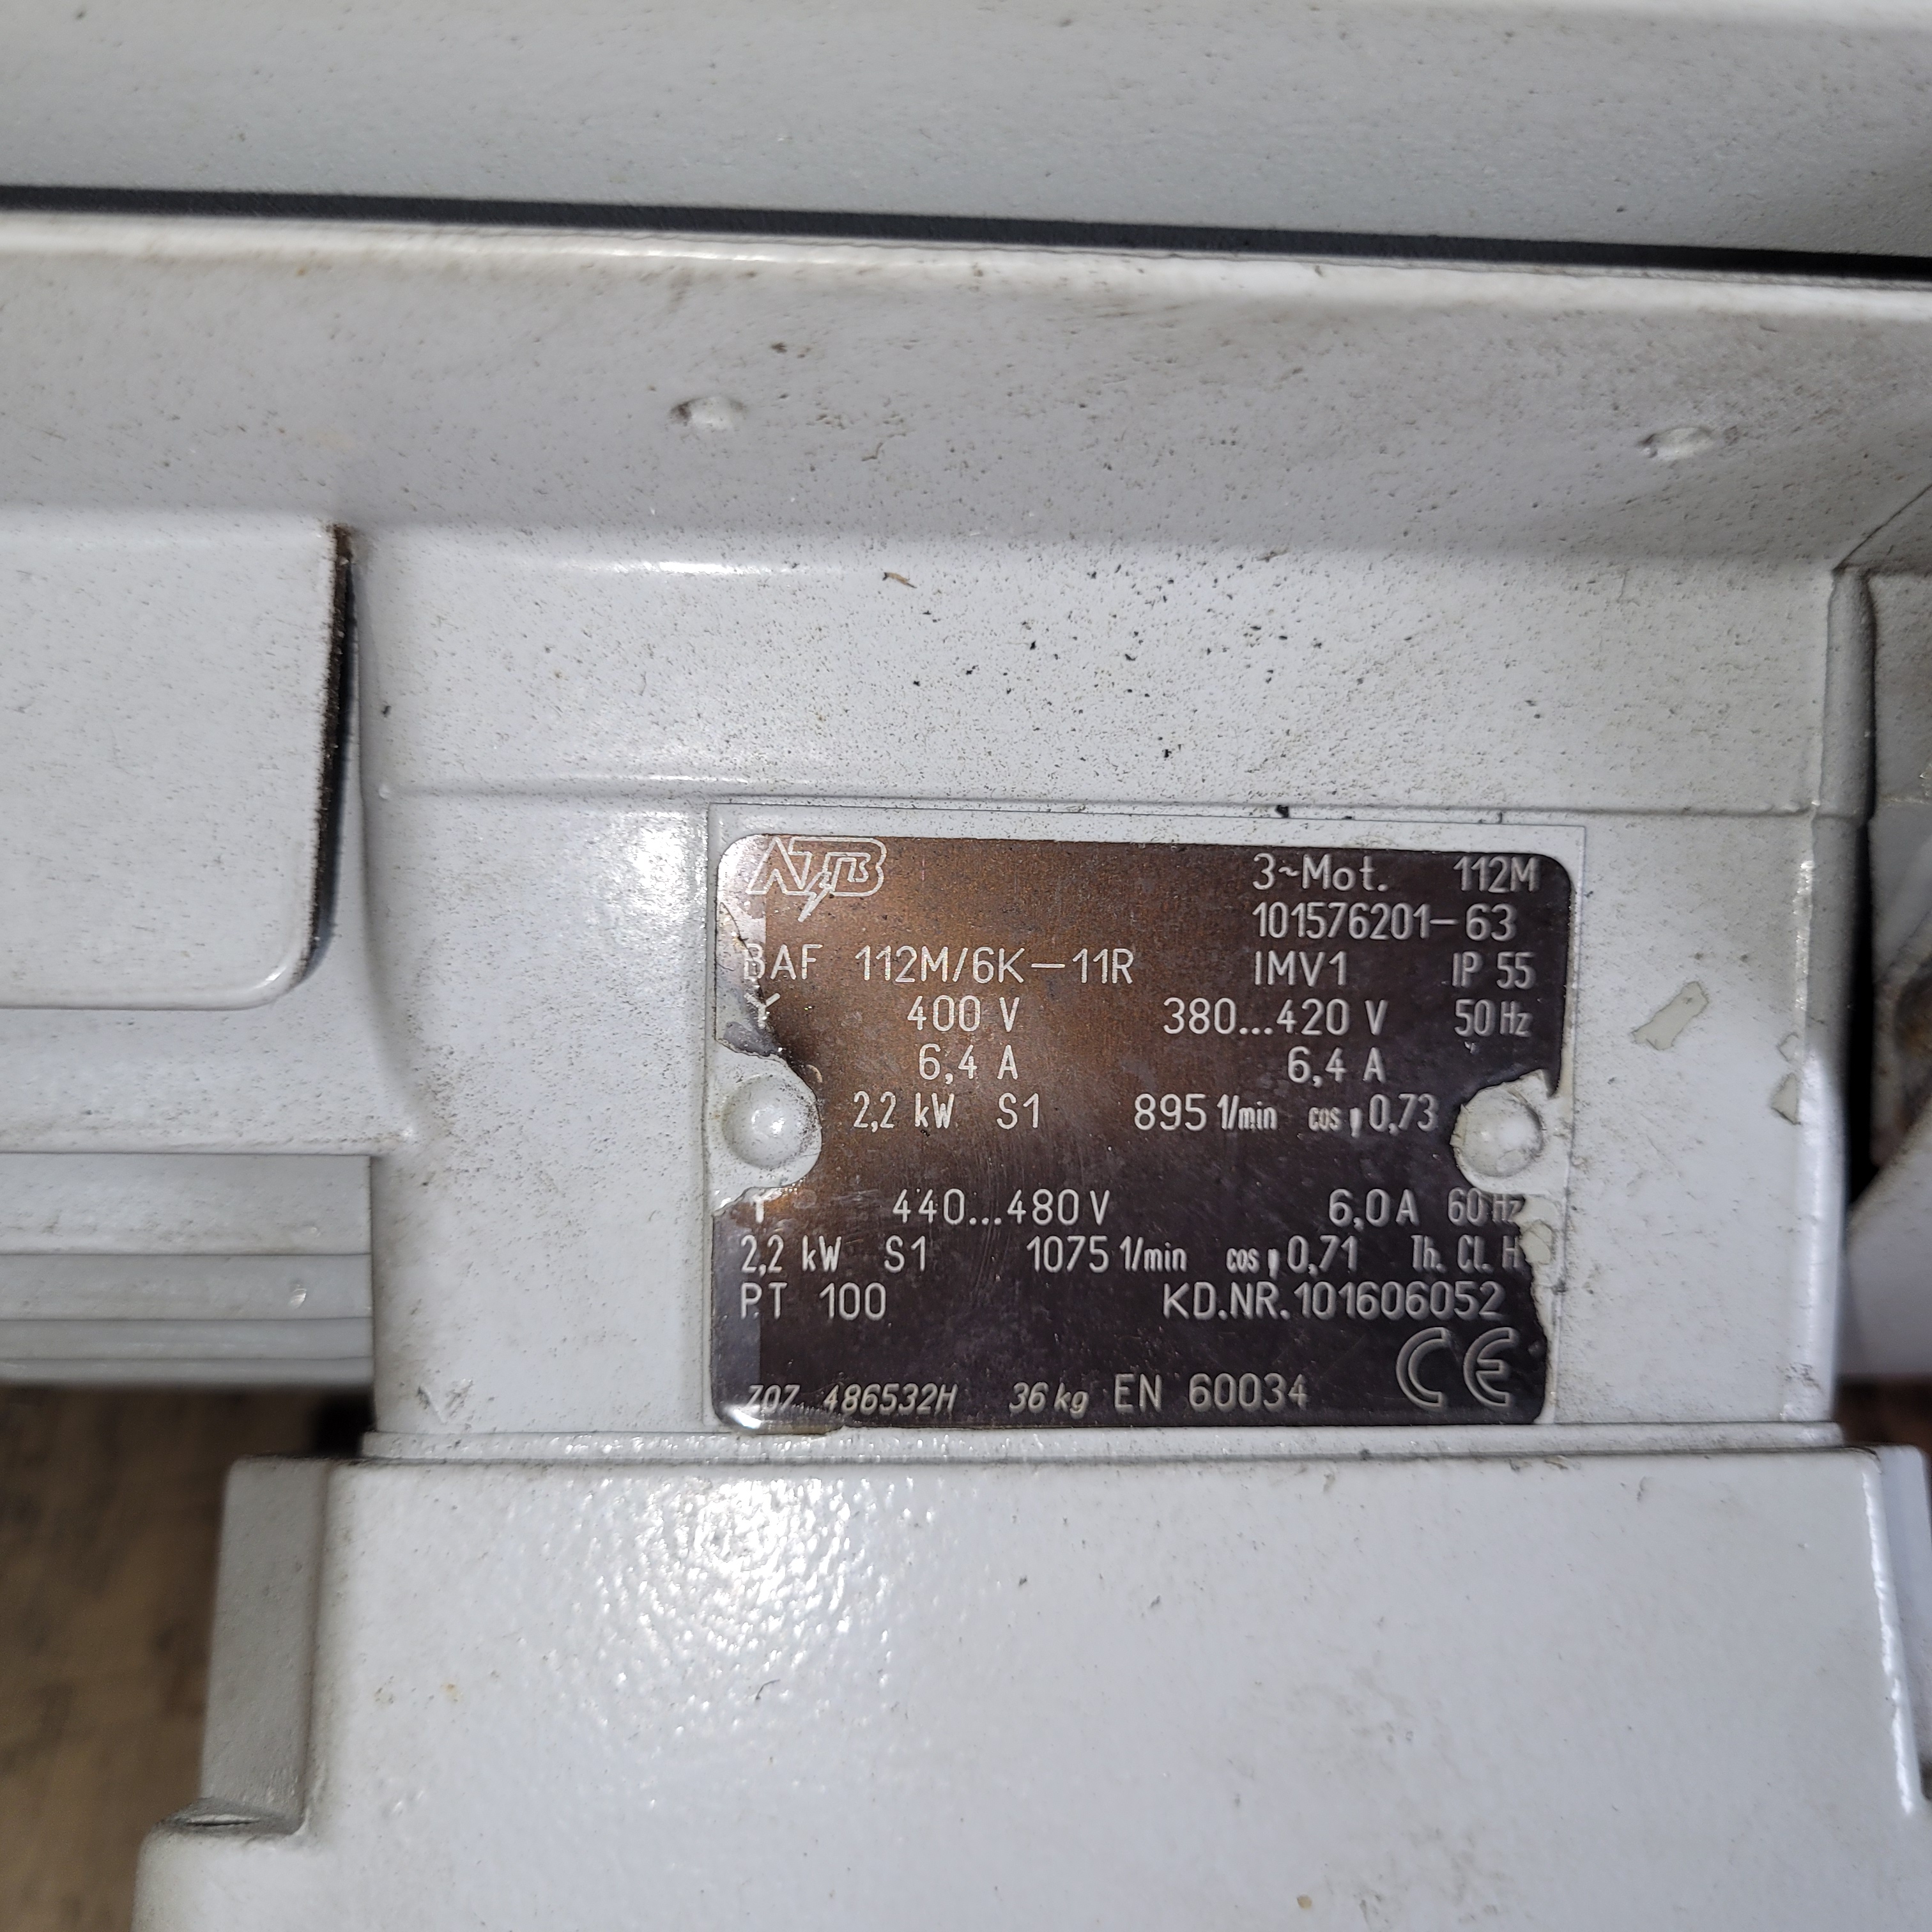 ATB 3~Mot. 112M
101576201-63
BAF 112M/6K-11R IMV1 IP 55
Y 400 V 380...420 V 50 Hz
6,4 A 6,4 A
2,2 kW S1 895 1/min cos φ 0,73
440...480V 6,0A 60 Hz
2,2 kW S1 1075 1/min cos φ 0,71 Th. Cl. H
PT 100 KD.NR.101606052
CE
486532H 36 kg EN 60034